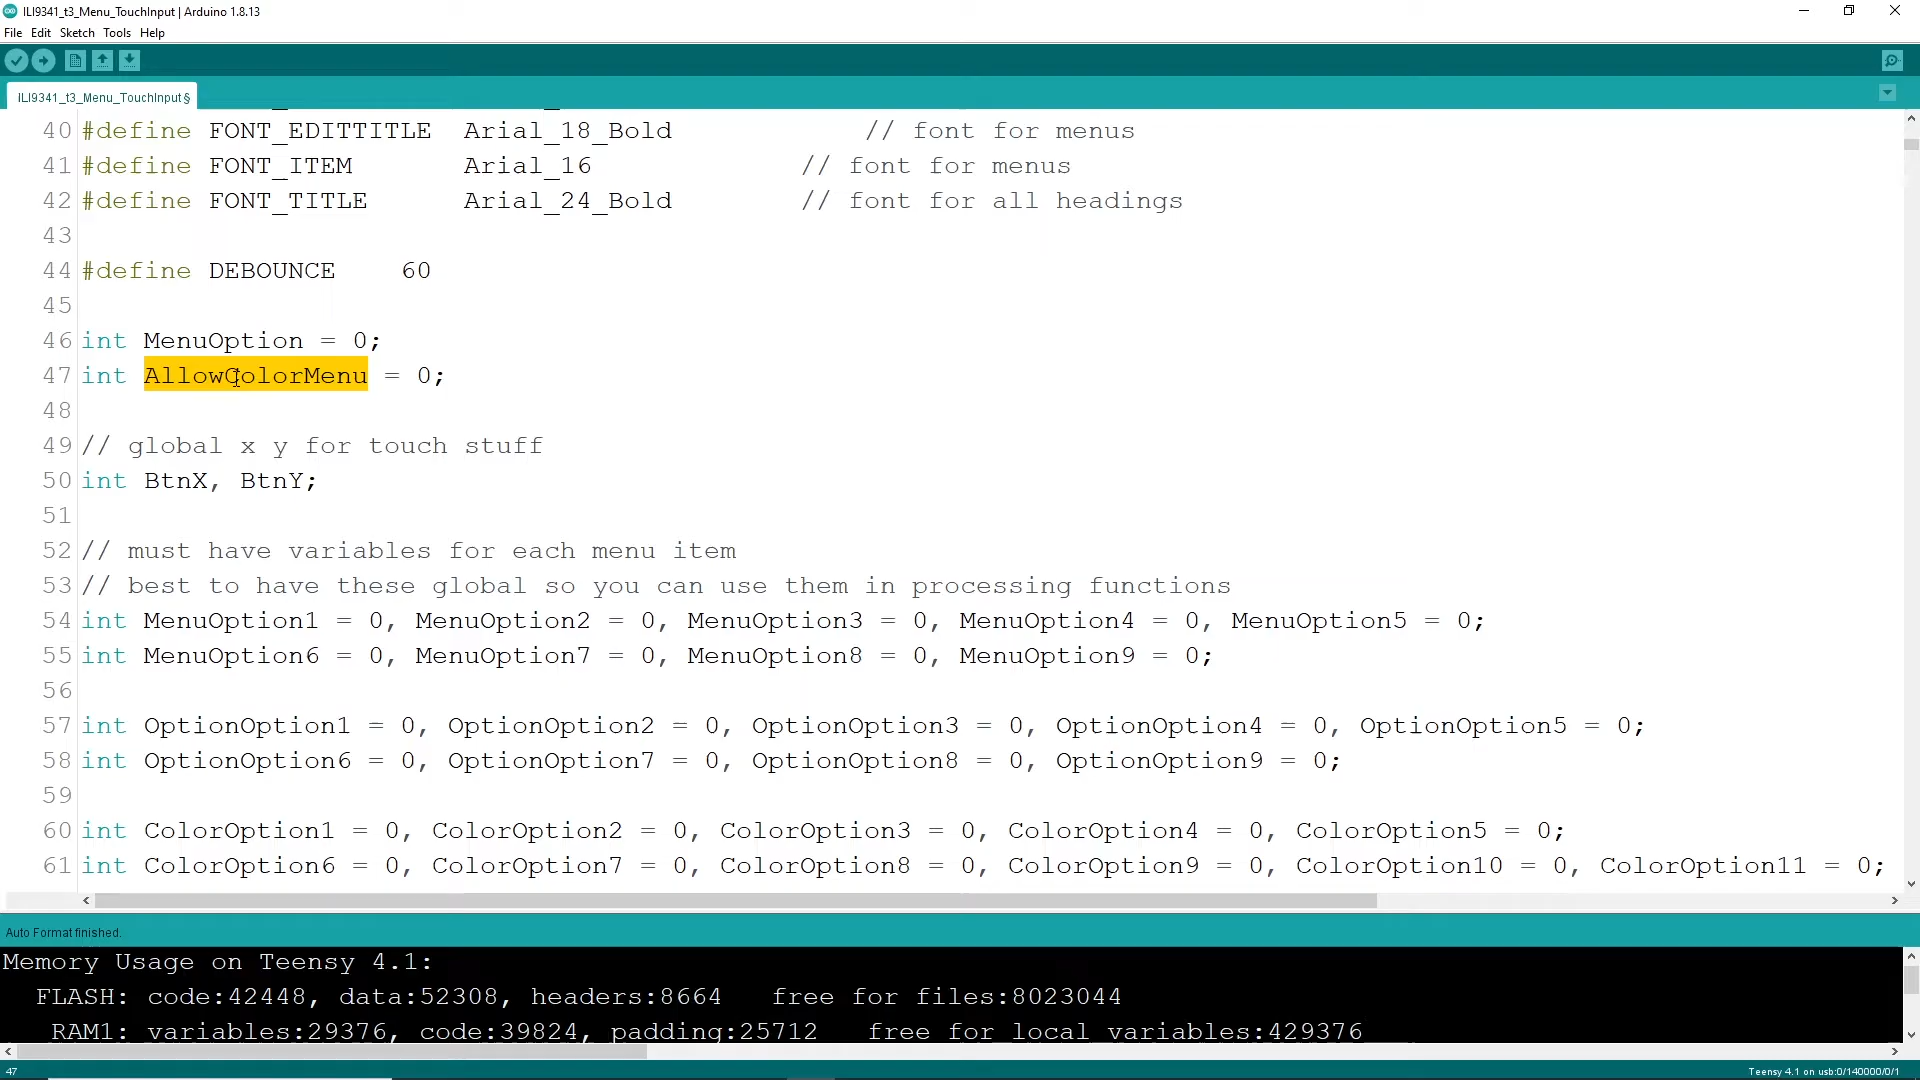 ILI9341_t3_Menu_TouchInput | Arduino 1.8.13
File Edit Sketch Tools Help
ILI9341_t3_Menu_TouchInput§
40 #define FONT_EDITTITLE Arial_18_Bold // font for menus
41 #define FONT_ITEM Arial_16 // font for menus
42 #define FONT_TITLE Arial_24_Bold // font for all headings
43
44 #define DEBOUNCE 60
45
46 int MenuOption = 0;
47 int AllowColorMenu = 0;
48
49 // global x y for touch stuff
50 int BtnX, BtnY;
51
52 // must have variables for each menu item
53 // best to have these global so you can use them in processing functions
54 int MenuOption1 = 0, MenuOption2 = 0, MenuOption3 = 0, MenuOption4 = 0, MenuOption5 = 0;
55 int MenuOption6 = 0, MenuOption7 = 0, MenuOption8 = 0, MenuOption9 = 0;
56
57 int OptionOption1 = 0, OptionOption2 = 0, OptionOption3 = 0, OptionOption4 = 0, OptionOption5 = 0;
58 int OptionOption6 = 0, OptionOption7 = 0, OptionOption8 = 0, OptionOption9 = 0;
59
60 int ColorOption1 = 0, ColorOption2 = 0, ColorOption3 = 0, ColorOption4 = 0, ColorOption5 = 0;
61 int ColorOption6 = 0, ColorOption7 = 0, ColorOption8 = 0, ColorOption9 = 0, ColorOption10 = 0, ColorOption11 = 0;
Auto Format finished.
Memory Usage on Teensy 4.1:
FLASH: code:42448, data:52308, headers:8664 free for files:8023044
RAM1: variables:29376, code:39824, padding:25712 free for local variables:429376
47 Teensy 4.1 on usb:0/140000/0/1